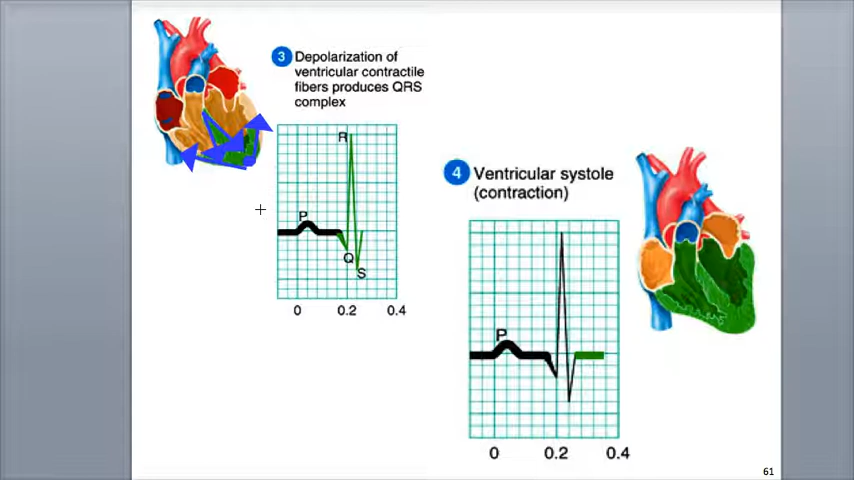 3 Depolarization of
ventricular contractile
fibers produces QRS
complex
R
P
Q
S
0 0.2 0.4
4 Ventricular systole
(contraction)
P
0 0.2 0.4
61